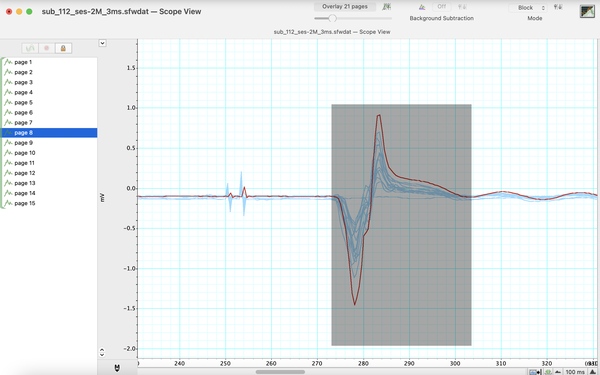 sub_112_ses-2M_3ms.sfwdat — Scope View
Overlay 21 pages
Off
Background Subtraction
Block
Mode
sub_112_ses-2M_3ms.sfwdat — Scope View
page 1
page 2
page 3
page 4
page 5
page 6
page 7
page 8
page 9
page 10
page 11
page 12
page 13
page 14
page 15
mV
1.5
1.0
0.5
0.0
-0.5
-1.0
-1.5
-2.0
240
250
260
270
280
290
300
310
320
100 ms